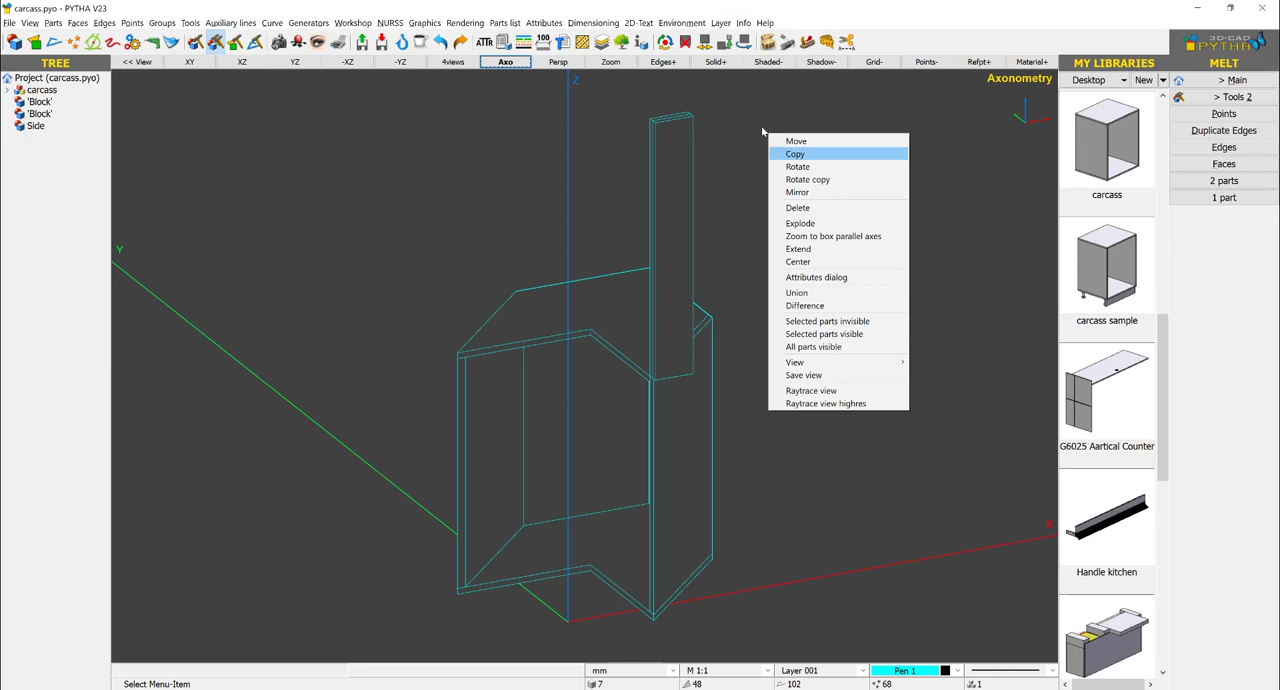 carcass.pyo - PYTHA V23
File View Parts Faces Edges Points Groups Tools Auxiliary lines Curve Generators Workshop NURSS Graphics Rendering Parts list Attributes Dimensioning 2D-Text Environment Layer Info Help
ATTR 100 3D-CAD PYTHA
TREE << View XY XZ YZ -XZ -YZ 4views Axo Persp Zoom Edges+ Solid+ Shaded- Shadow- Grid- Points- Refpt+ Material+ MY LIBRARIES MELT
Project (carcass.pyo)
carcass
'Block'
'Block'
Side
Axonometry
Z
Y
X
Move
Copy
Rotate
Rotate copy
Mirror
Delete
Explode
Zoom to box parallel axes
Extend
Center
Attributes dialog
Union
Difference
Selected parts invisible
Selected parts visible
All parts visible
View
Save view
Raytrace view
Raytrace view highres
Desktop New
carcass
carcass sample
G6025 Aartical Counter
Handle kitchen
> Main
> Tools 2
Points
Duplicate Edges
Edges
Faces
2 parts
1 part
mm M 1:1 Layer 001 Pen 1
Select Menu-Item 7 48 102 68 1